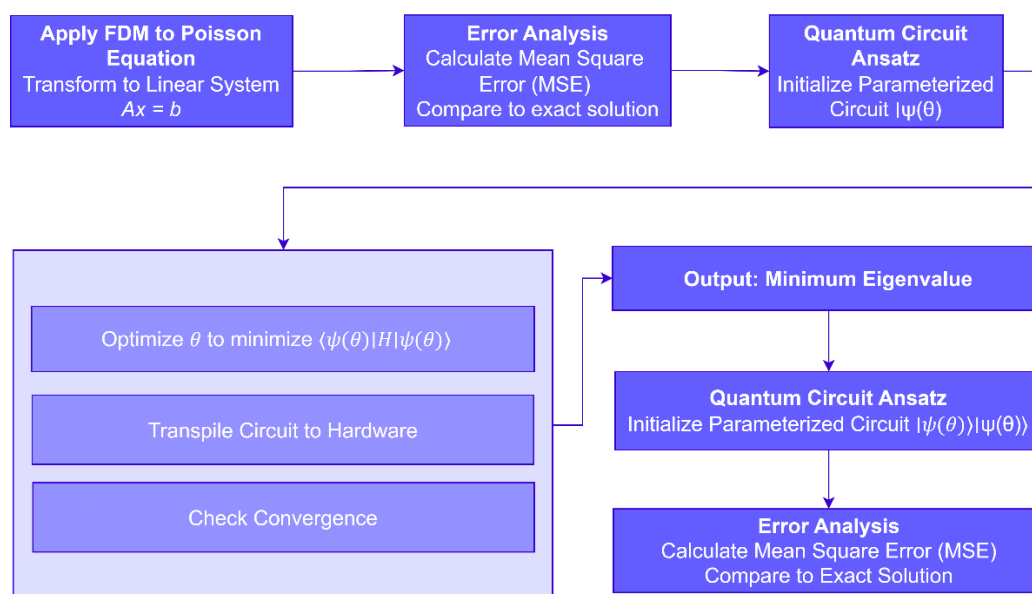 Apply FDM to Poisson
Equation
Transform to Linear System
Ax = b
Error Analysis
Calculate Mean Square
Error (MSE)
Compare to exact solution
Quantum Circuit
Ansatz
Initialize Parameterized
Circuit |ψ(θ)
Optimize θ to minimize ⟨ψ(θ)|H|ψ(θ)⟩
Transpile Circuit to Hardware
Check Convergence
Output: Minimum Eigenvalue
Quantum Circuit Ansatz
Initialize Parameterized Circuit |ψ(θ)⟩|ψ(θ)⟩
Error Analysis
Calculate Mean Square Error (MSE)
Compare to Exact Solution